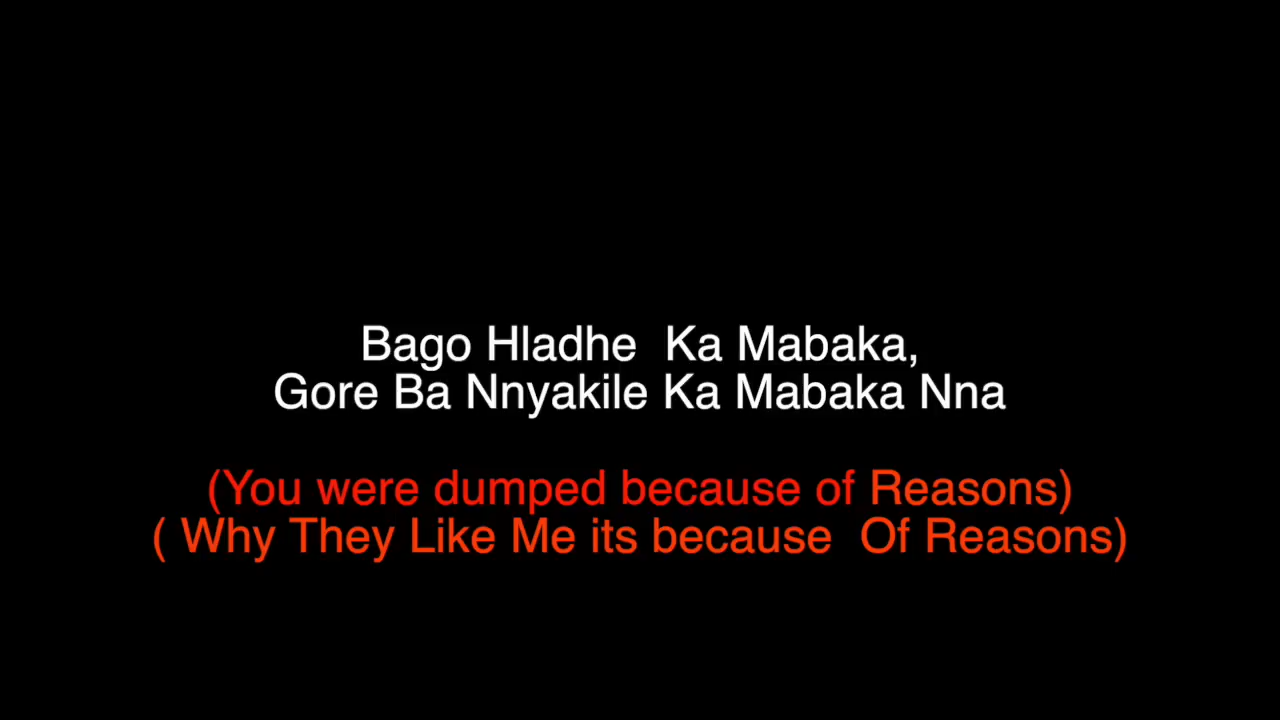 Bago Hladhe  Ka Mabaka,
Gore Ba Nnyakile Ka Mabaka Nna
(You were dumped because of Reasons)
( Why They Like Me its because  Of Reasons)